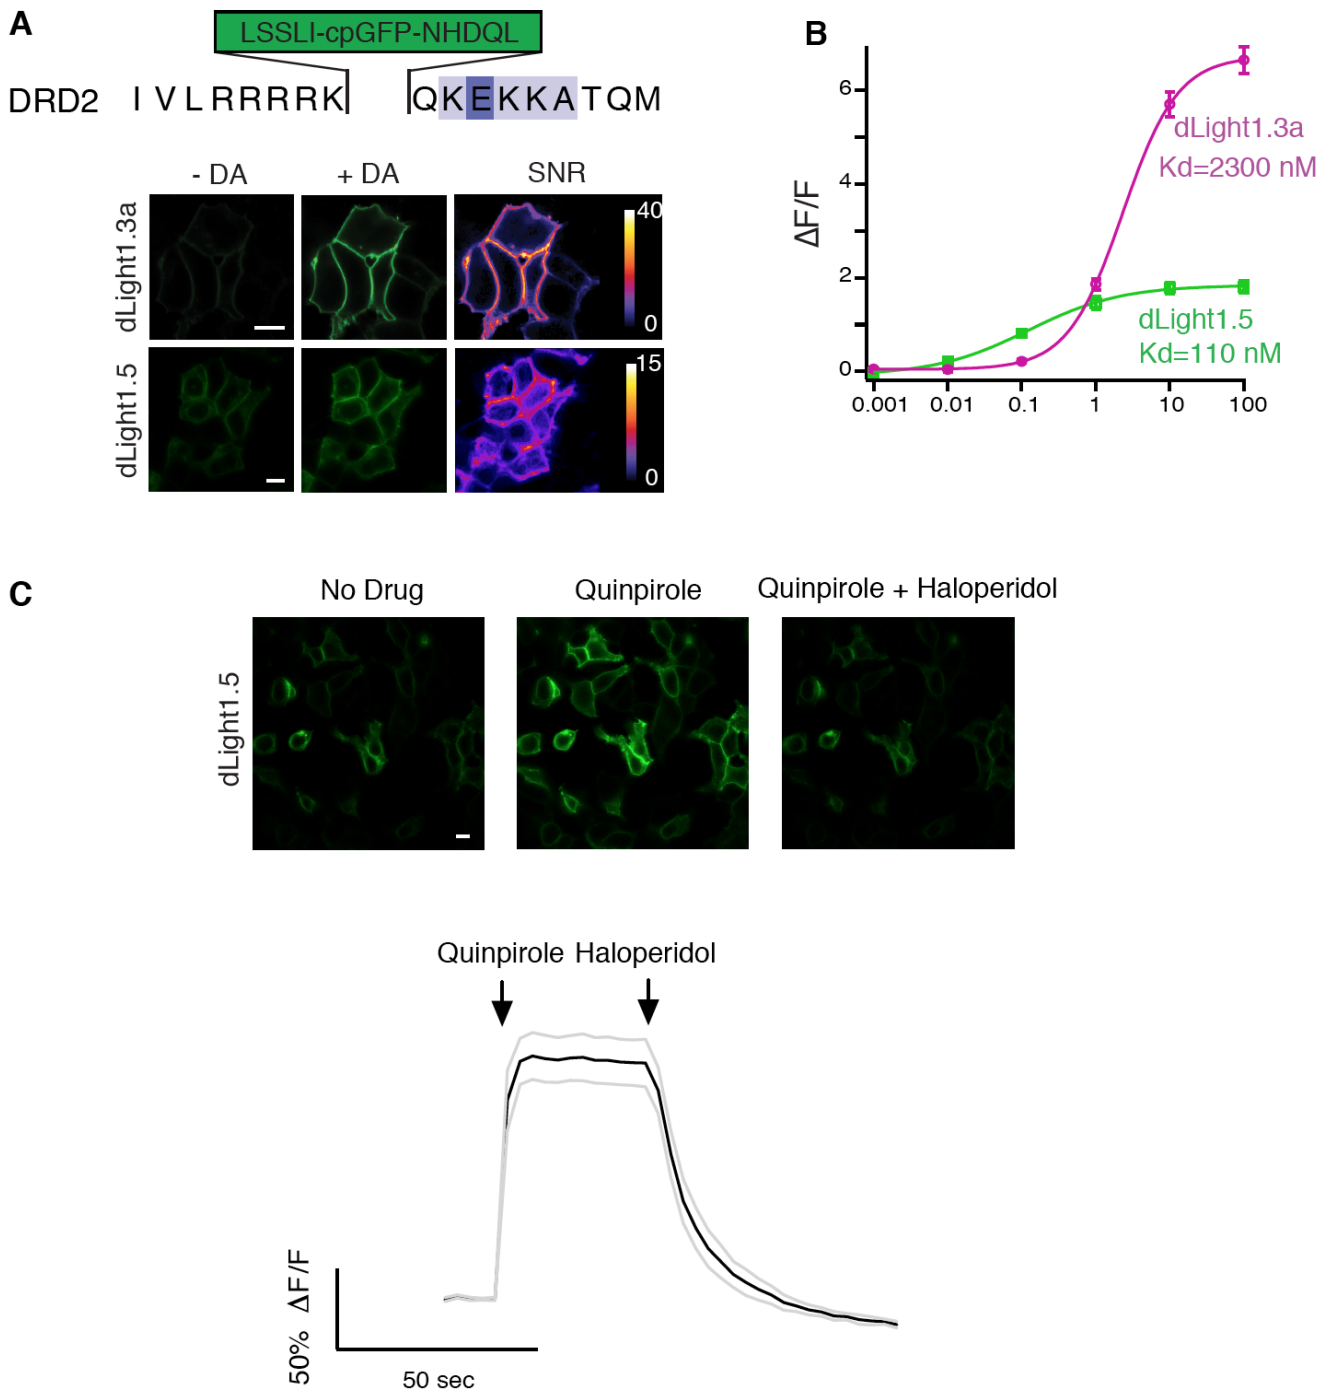 A
LSSLI-cpGFP-NHDQL
DRD2 IVLRRRRK QKEKKATQM
- DA + DA SNR
dLight1.3a
40
0
dLight1.5
15
0
B
ΔF/F
6
4
2
0
dLight1.3a
Kd=2300 nM
dLight1.5
Kd=110 nM
0.001 0.01 0.1 1 10 100
C
No Drug Quinpirole Quinpirole + Haloperidol
dLight1.5
Quinpirole Haloperidol
50% ΔF/F
50 sec